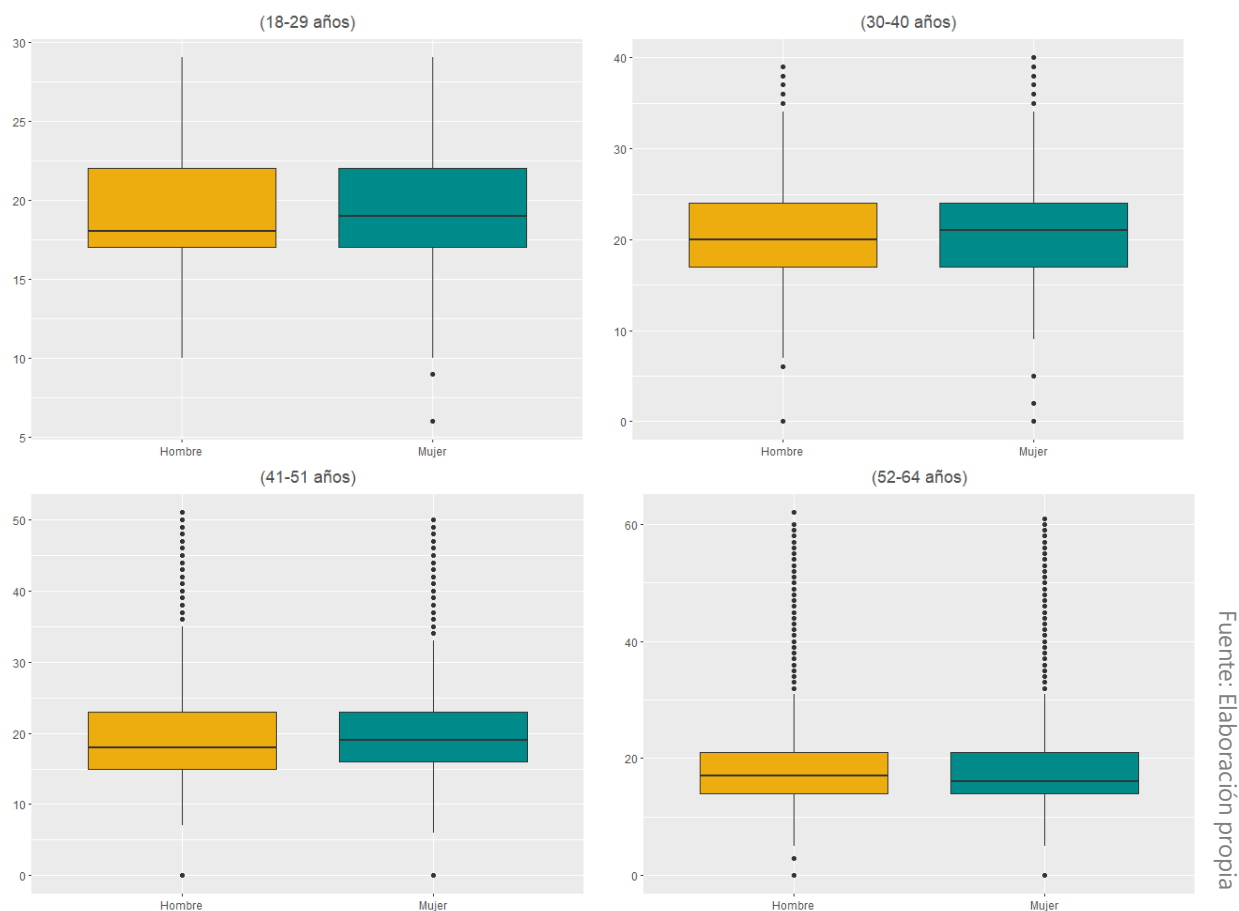 (18-29 años)
30
25
20
15
10
5
Hombre
Mujer
(30-40 años)
40
30
20
10
0
Hombre
Mujer
(41-51 años)
50
40
30
20
10
0
Hombre
Mujer
(52-64 años)
60
40
20
0
Hombre
Mujer
Fuente: Elaboración propia